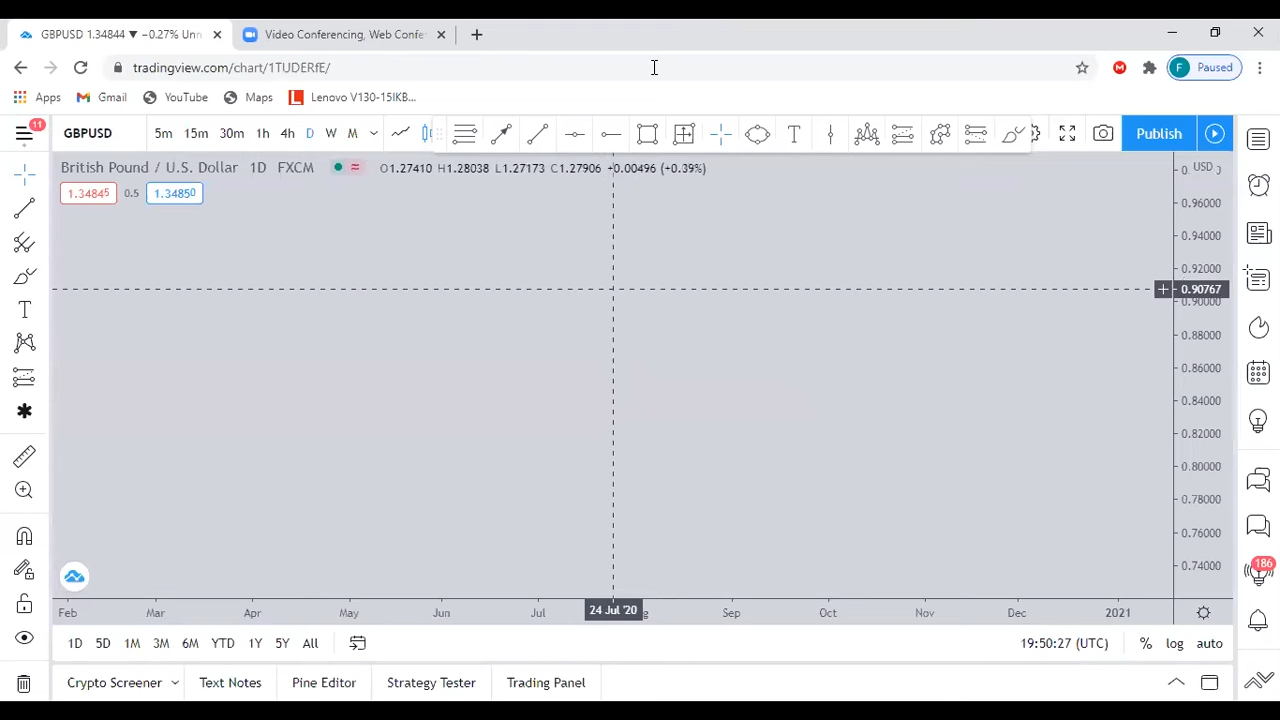 GBPUSD 1.34844 ▼ −0.27% Unn
Video Conferencing, Web Confe
tradingview.com/chart/1TUDERfE/
F Paused
Apps Gmail YouTube Maps Lenovo V130-15IKB...
11
GBPUSD 5m 15m 30m 1h 4h D W M Publish
British Pound / U.S. Dollar 1D FXCM O1.27410 H1.28038 L1.27173 C1.27906 +0.00496 (+0.39%)
USD
1.34845 0.5 1.34850
0.96000
0.94000
0.92000
0.90767
0.90000
0.88000
0.86000
0.84000
0.82000
0.80000
0.78000
0.76000
0.74000
186
Feb Mar Apr May Jun Jul 24 Jul '20 Sep Oct Nov Dec 2021
1D 5D 1M 3M 6M YTD 1Y 5Y All 19:50:27 (UTC) % log auto
Crypto Screener Text Notes Pine Editor Strategy Tester Trading Panel